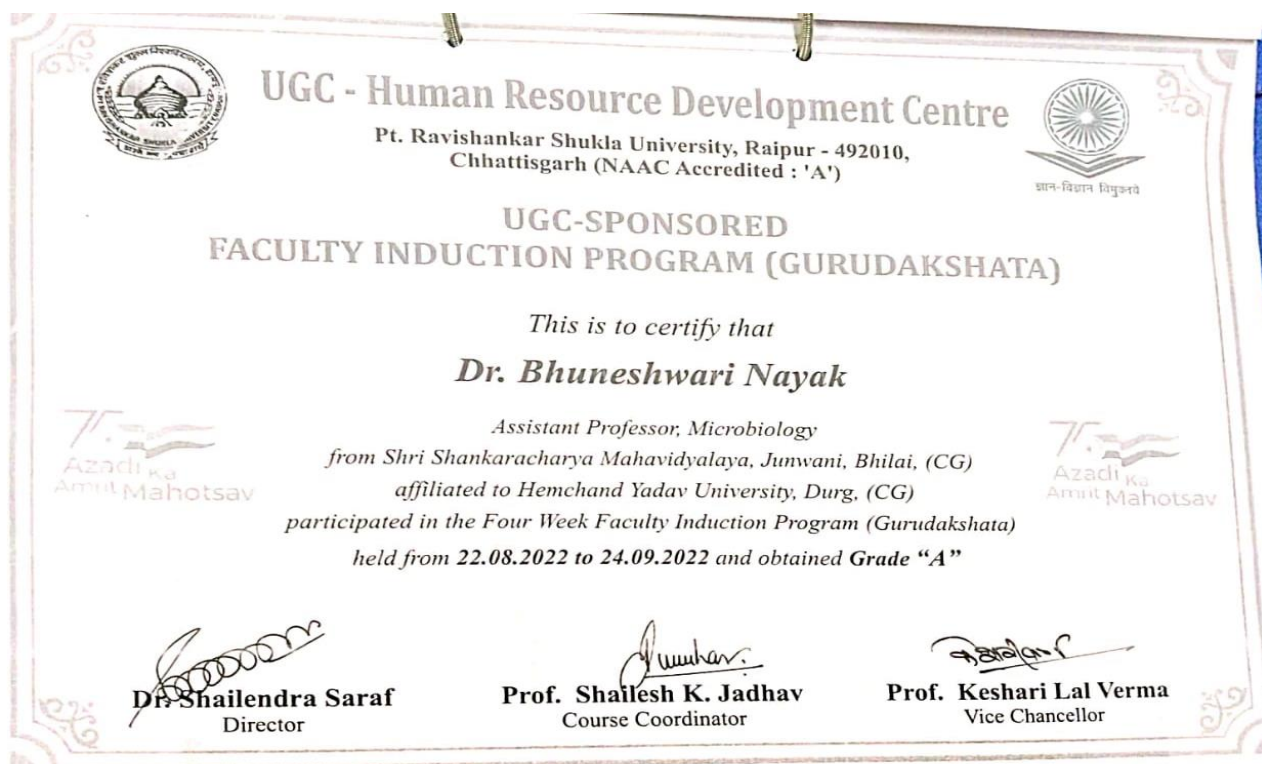 UGC - Human Resource Development Centre
Pt. Ravishankar Shukla University, Raipur - 492010,
Chhattisgarh (NAAC Accredited : 'A')
ज्ञान-विज्ञान विमुक्तये
UGC-SPONSORED
FACULTY INDUCTION PROGRAM (GURUDAKSHATA)
This is to certify that
Dr. Bhuneshwari Nayak
Assistant Professor, Microbiology
from Shri Shankaracharya Mahavidyalaya, Junwani, Bhilai, (CG)
affiliated to Hemchand Yadav University, Durg, (CG)
participated in the Four Week Faculty Induction Program (Gurudakshata)
held from 22.08.2022 to 24.09.2022 and obtained Grade “A”
Azadi Ka
Amrit Mahotsav
Azadi Ka
Amrit Mahotsav
Dr. Shailendra Saraf
Director
Prof. Shailesh K. Jadhav
Course Coordinator
Prof. Keshari Lal Verma
Vice Chancellor